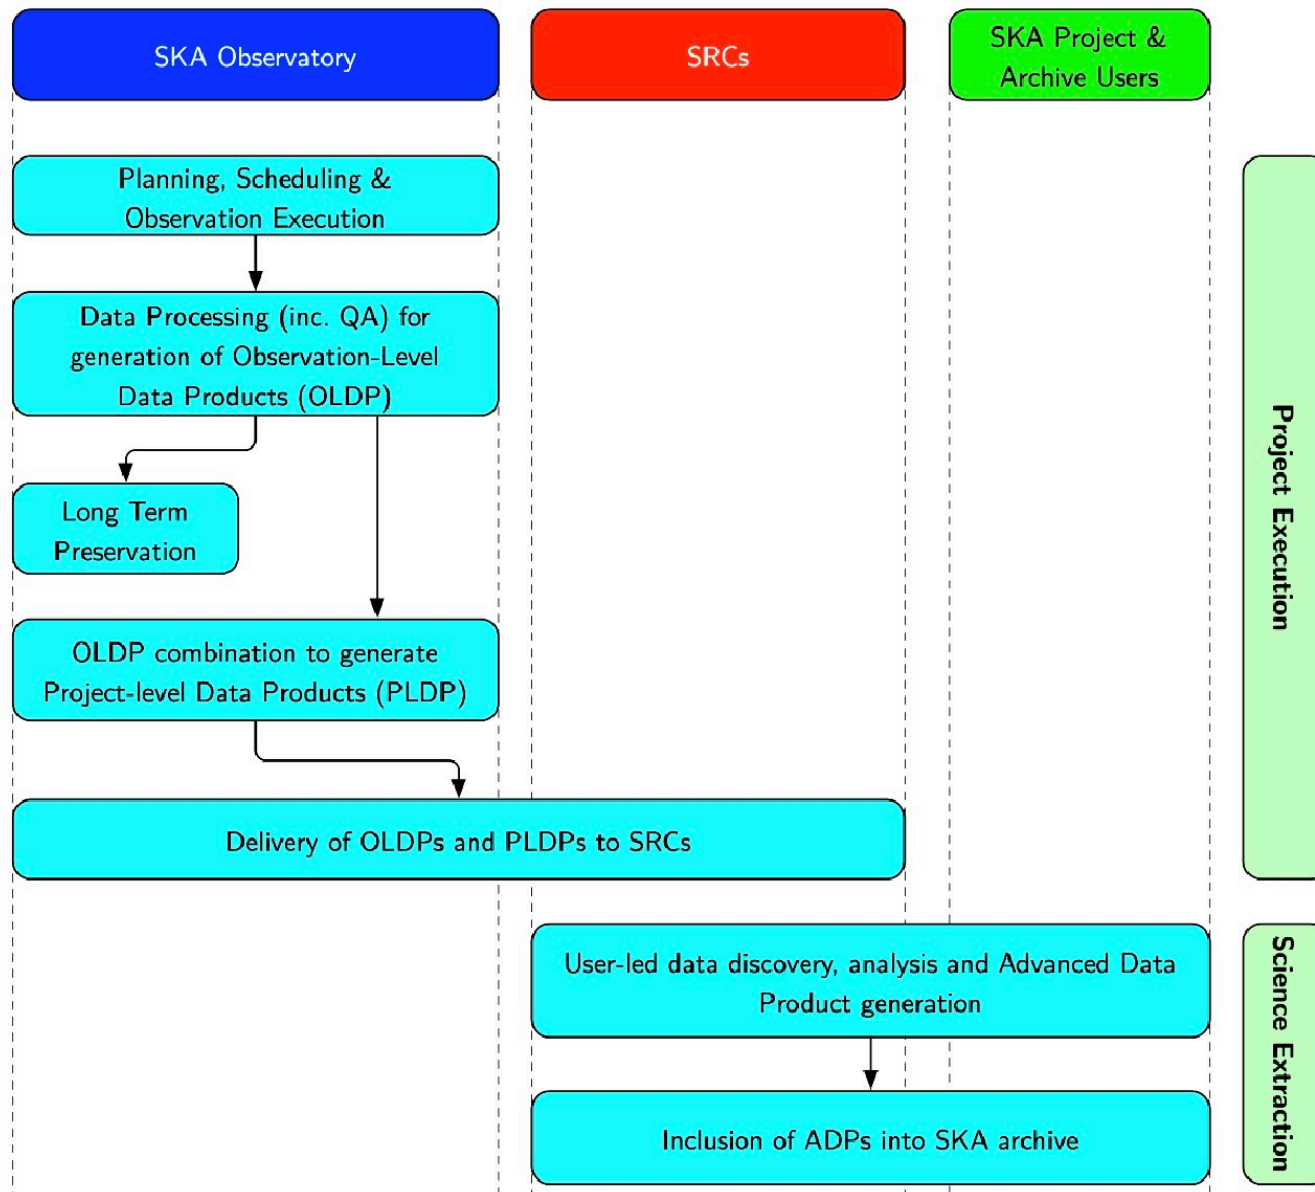 SKA Observatory
SRCs
SKA Project &
Archive Users
Planning, Scheduling &
Observation Execution
Data Processing (inc. QA) for
generation of Observation-Level
Data Products (OLDP)
Long Term
Preservation
OLDP combination to generate
Project-level Data Products (PLDP)
Delivery of OLDPs and PLDPs to SRCs
Project Execution
User-led data discovery, analysis and Advanced Data
Product generation
Inclusion of ADPs into SKA archive
Science Extraction